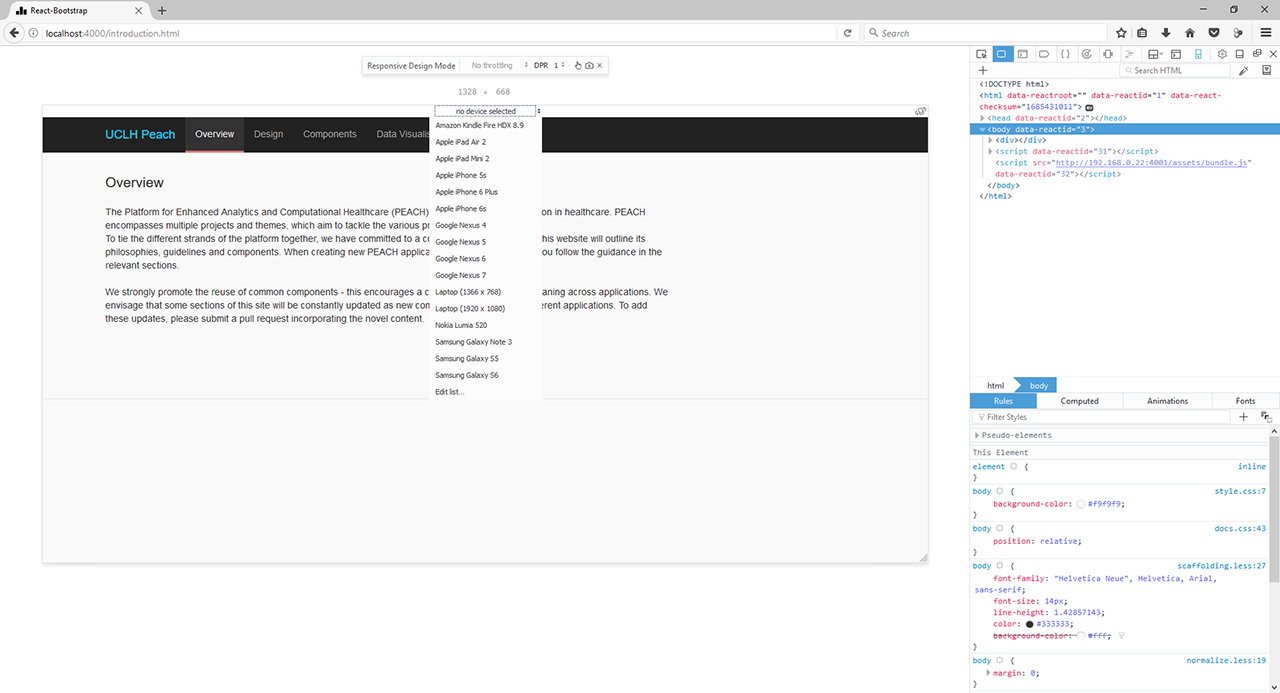 React-Bootstrap
localhost:4000/introduction.html
Search
Responsive Design Mode No throttling DPR 1
1328 × 668
no device selected
Amazon Kindle Fire HDX 8.9
Apple iPad Air 2
Apple iPad Mini 2
Apple iPhone 5s
Apple iPhone 6 Plus
Apple iPhone 6s
Google Nexus 4
Google Nexus 5
Google Nexus 6
Google Nexus 7
Laptop (1366 x 768)
Laptop (1920 x 1080)
Nokia Lumia 520
Samsung Galaxy Note 3
Samsung Galaxy S5
Samsung Galaxy S6
Edit list...
UCLH Peach Overview Design Components Data Visualis
Overview
The Platform for Enhanced Analytics and Computational Healthcare (PEACH) on in healthcare. PEACH
encompasses multiple projects and themes, which aim to tackle the various pr
To tie the different strands of the platform together, we have committed to a co his website will outline its
philosophies, guidelines and components. When creating new PEACH applica ou follow the guidance in the
relevant sections.
We strongly promote the reuse of common components - this encourages a c aning across applications. We
envisage that some sections of this site will be constantly updated as new com erent applications. To add
these updates, please submit a pull request incorporating the novel content.
Search HTML
<!DOCTYPE html>
<html data-reactroot="" data-reactid="1" data-react-
checksum="1685431011"> ev
<head data-reactid="2"></head>
<body data-reactid="3">
<div></div>
<script data-reactid="31"></script>
<script src="http://192.168.0.22:4001/assets/bundle.js"
data-reactid="32"></script>
</body>
</html>
html body
Rules Computed Animations Fonts
Filter Styles
Pseudo-elements
This Element
element { inline
}
body { style.css:7
background-color: #f9f9f9;
}
body { docs.css:43
position: relative;
}
body { scaffolding.less:27
font-family: "Helvetica Neue", Helvetica, Arial,
sans-serif;
font-size: 14px;
line-height: 1.42857143;
color: #333333;
background-color: #fff;
}
body { normalize.less:19
margin: 0;
}